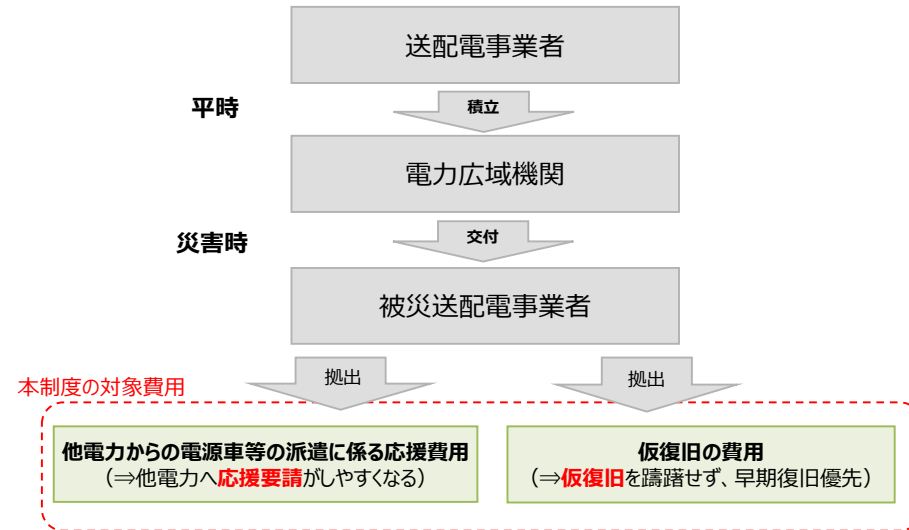 送配電事業者
平時
積立
電力広域機関
災害時
交付
被災送配電事業者
拠出
拠出
本制度の対象費用
他電力からの電源車等の派遣に係る応援費用
（⇒他電力へ応援要請がしやすくなる）
仮復旧の費用
（⇒仮復旧を躊躇せず、早期復旧優先）